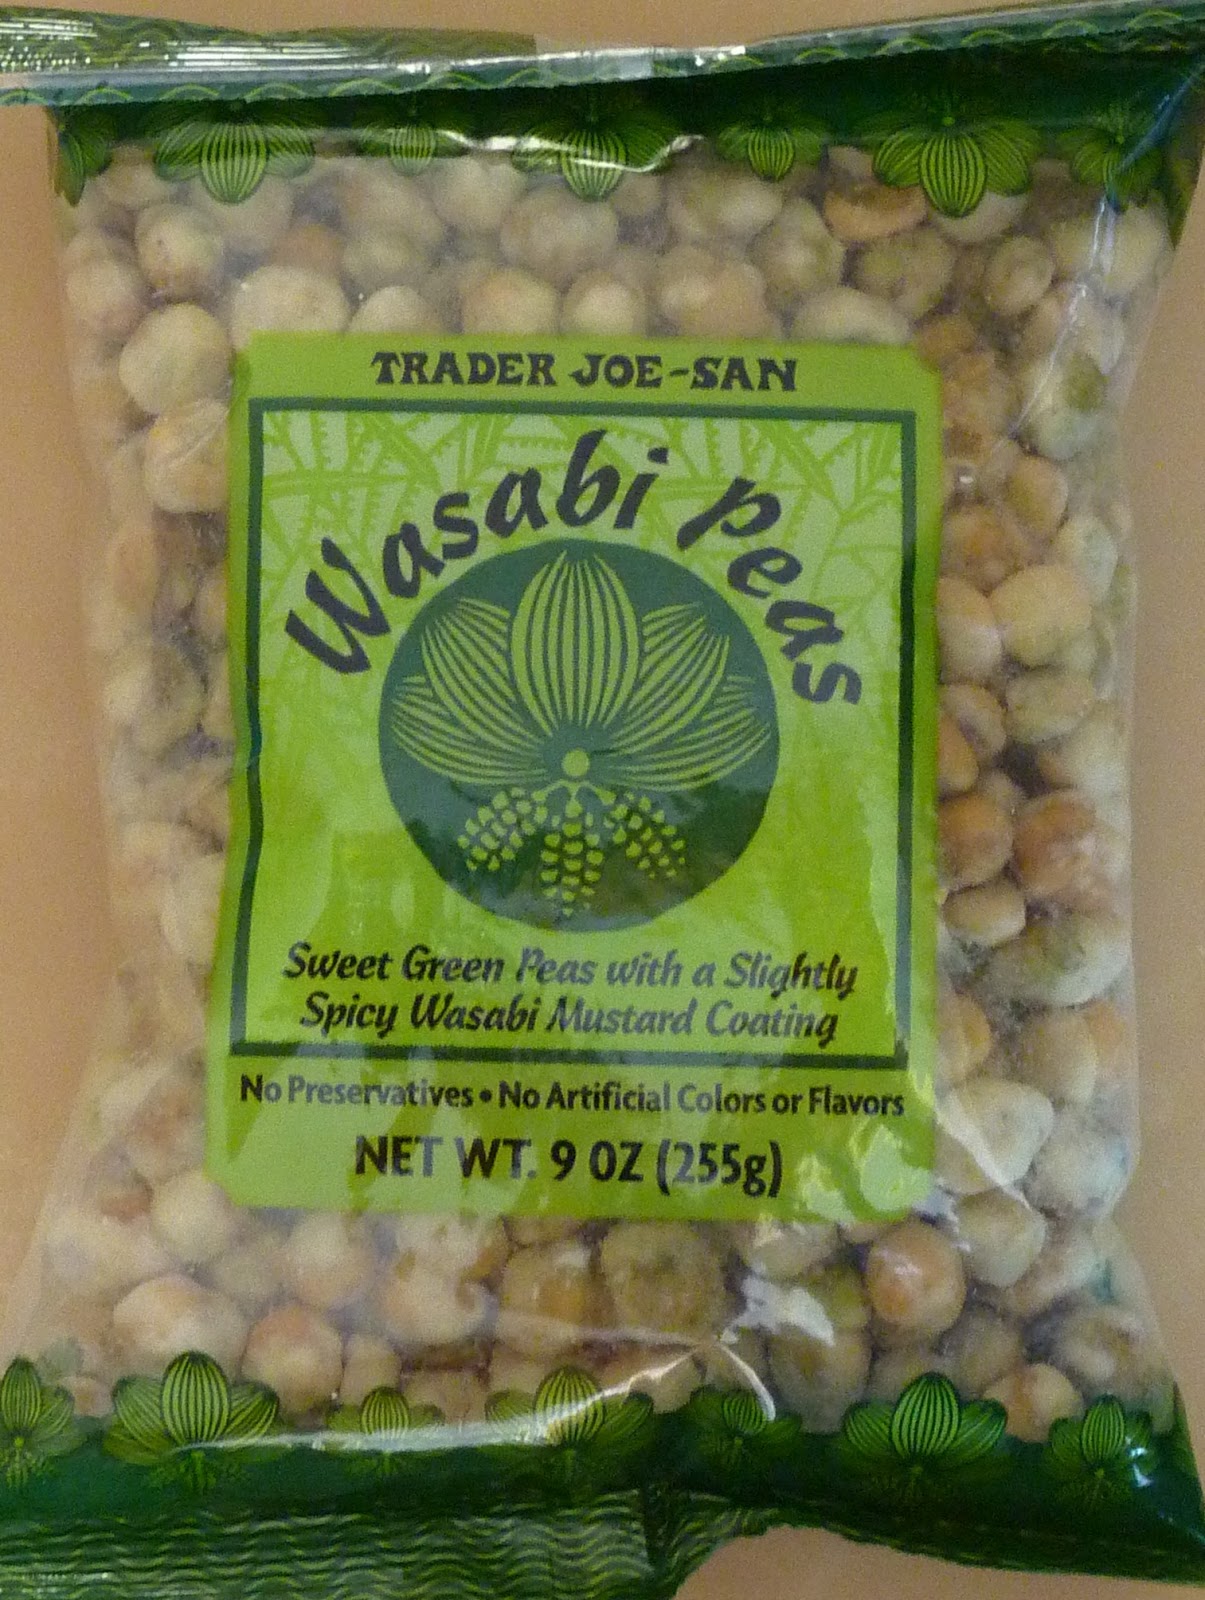 TRADER JOE-SAN
Wasabi Peas
Sweet Green Peas with a Slightly
Spicy Wasabi Mustard Coating
No Preservatives • No Artificial Colors or Flavors
NET WT. 9 OZ (255g)